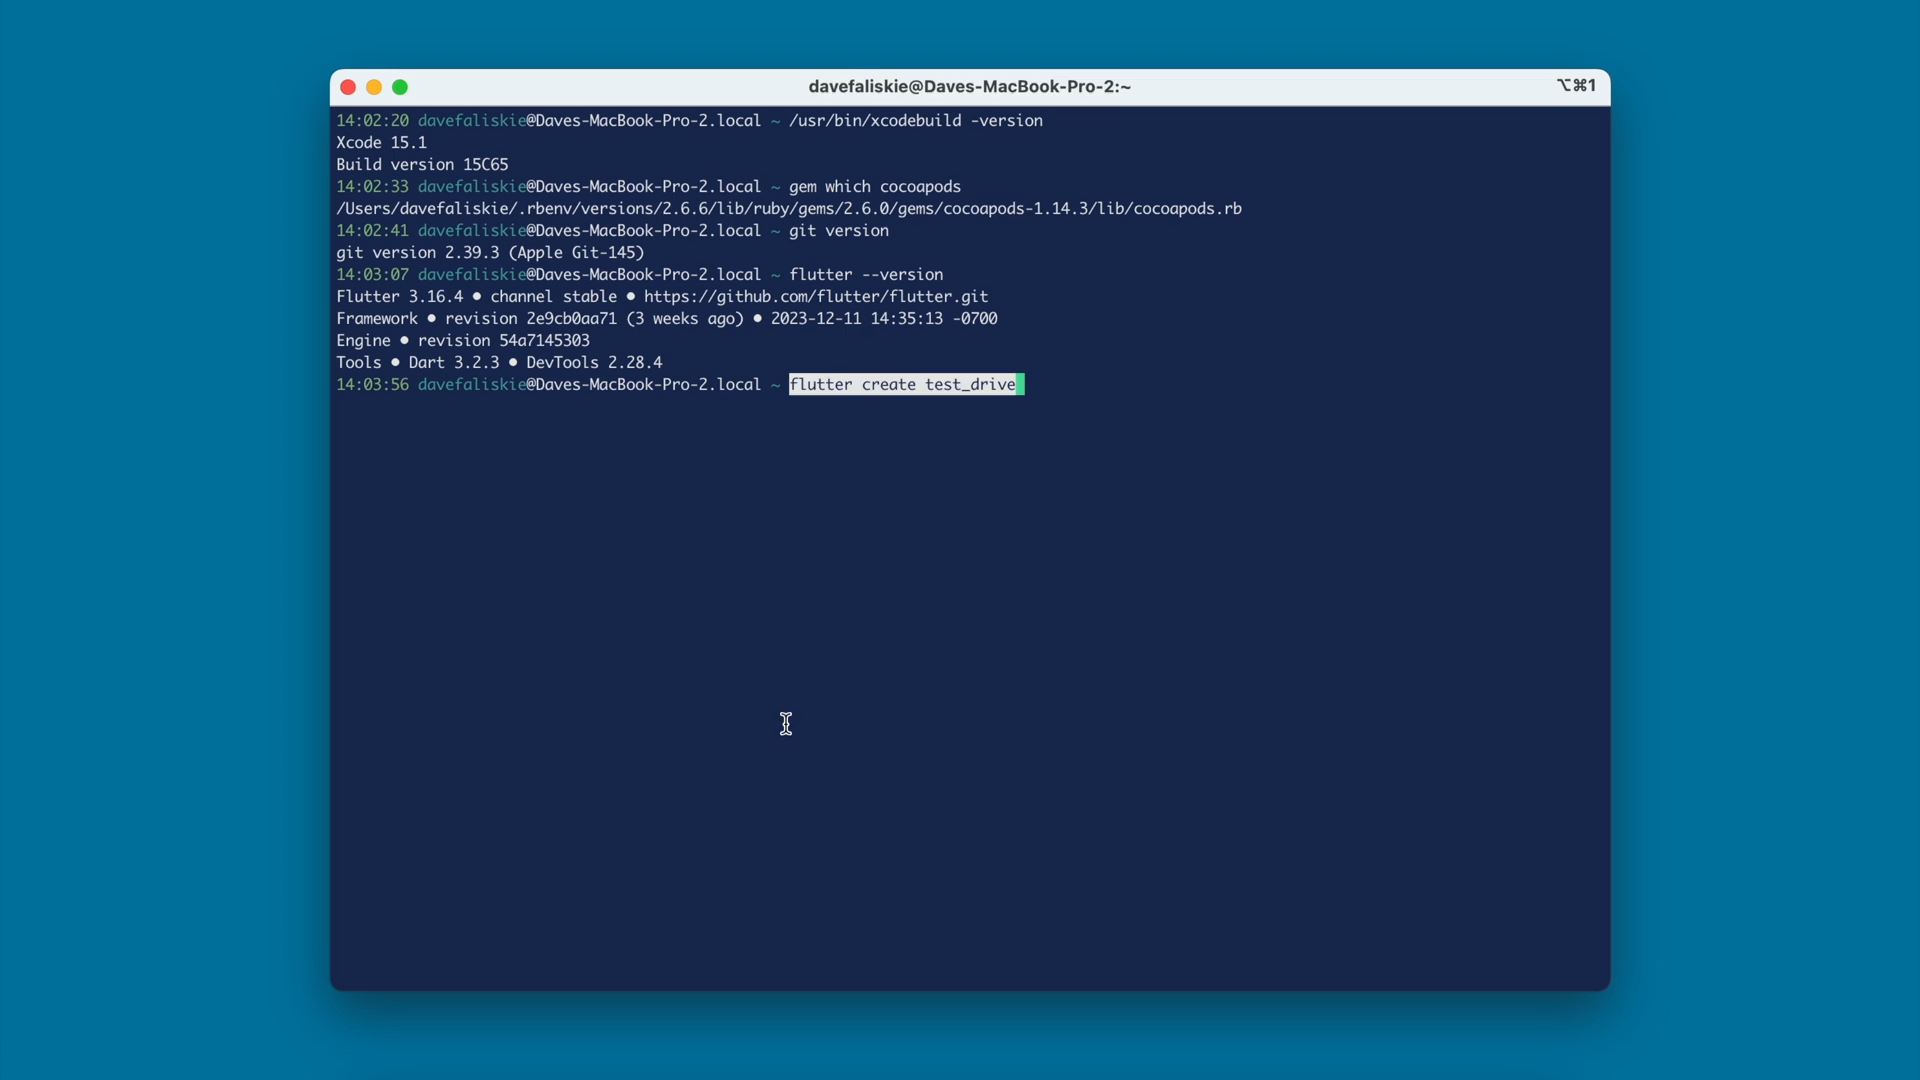 davefaliskie@Daves-MacBook-Pro-2:~ ⌥⌘1
14:02:20 davefaliskie@Daves-MacBook-Pro-2.local ~ /usr/bin/xcodebuild -version
Xcode 15.1
Build version 15C65
14:02:33 davefaliskie@Daves-MacBook-Pro-2.local ~ gem which cocoapods
/Users/davefaliskie/.rbenv/versions/2.6.6/lib/ruby/gems/2.6.0/gems/cocoapods-1.14.3/lib/cocoapods.rb
14:02:41 davefaliskie@Daves-MacBook-Pro-2.local ~ git version
git version 2.39.3 (Apple Git-145)
14:03:07 davefaliskie@Daves-MacBook-Pro-2.local ~ flutter --version
Flutter 3.16.4 • channel stable • https://github.com/flutter/flutter.git
Framework • revision 2e9cb0aa71 (3 weeks ago) • 2023-12-11 14:35:13 -0700
Engine • revision 54a7145303
Tools • Dart 3.2.3 • DevTools 2.28.4
14:03:56 davefaliskie@Daves-MacBook-Pro-2.local ~ flutter create test_drive